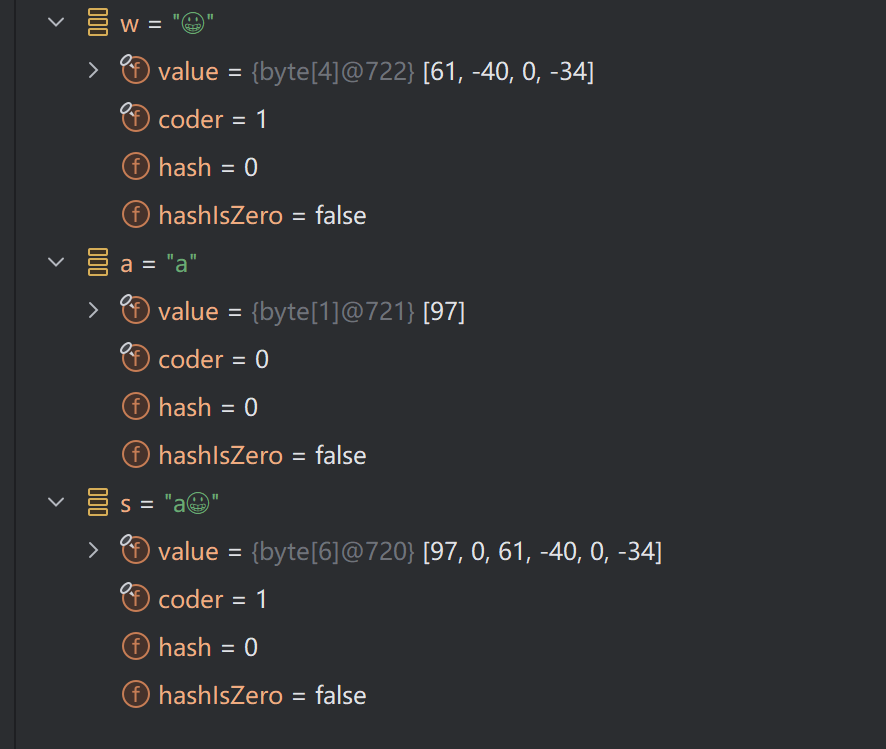 w = "😀"
value = {byte[4]@722} [61, -40, 0, -34]
coder = 1
hash = 0
hashIsZero = false
a = "a"
value = {byte[1]@721} [97]
coder = 0
hash = 0
hashIsZero = false
s = "a😀"
value = {byte[6]@720} [97, 0, 61, -40, 0, -34]
coder = 1
hash = 0
hashIsZero = false